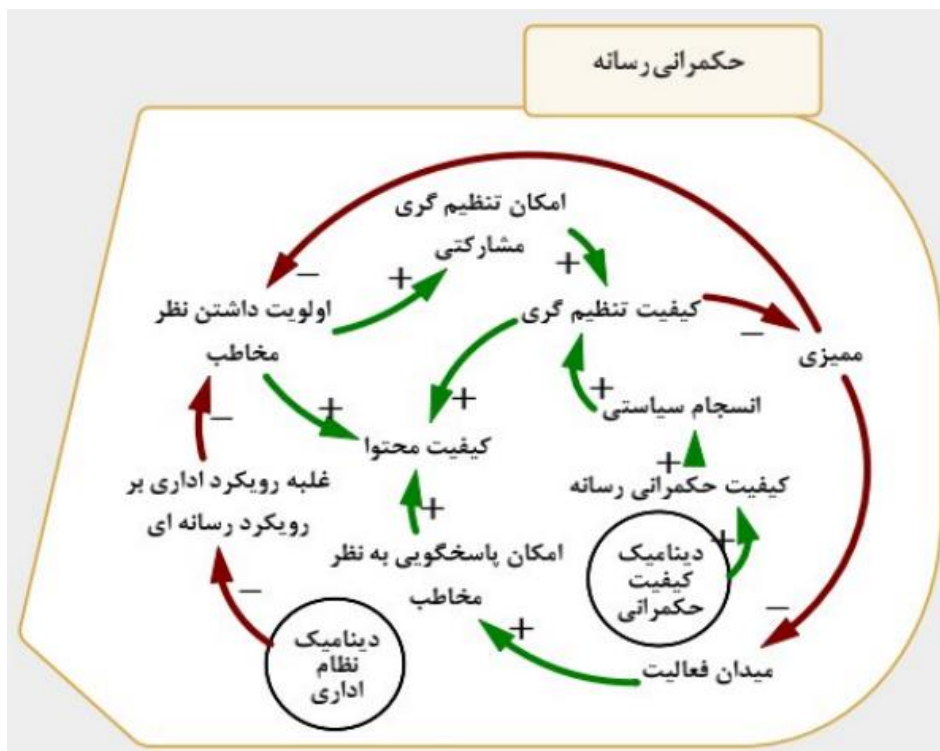 حکمرانی رسانه
امکان تنظیم گری
مشارکتی
+
+
–
اولویت داشتن نظر
مخاطب
کیفیت تنظیم گری
–
ممیزی
+
+
+
–
انسجام سیاستی
کیفیت محتوا
+
کیفیت حکمرانی رسانه
غلبه رویکرد اداری بر
رویکرد رسانه ای
+
+
امکان پاسخگویی به نظر
مخاطب
دینامیک
کیفیت
حکمرانی
–
–
+
دینامیک
نظام
اداری
میدان فعالیت